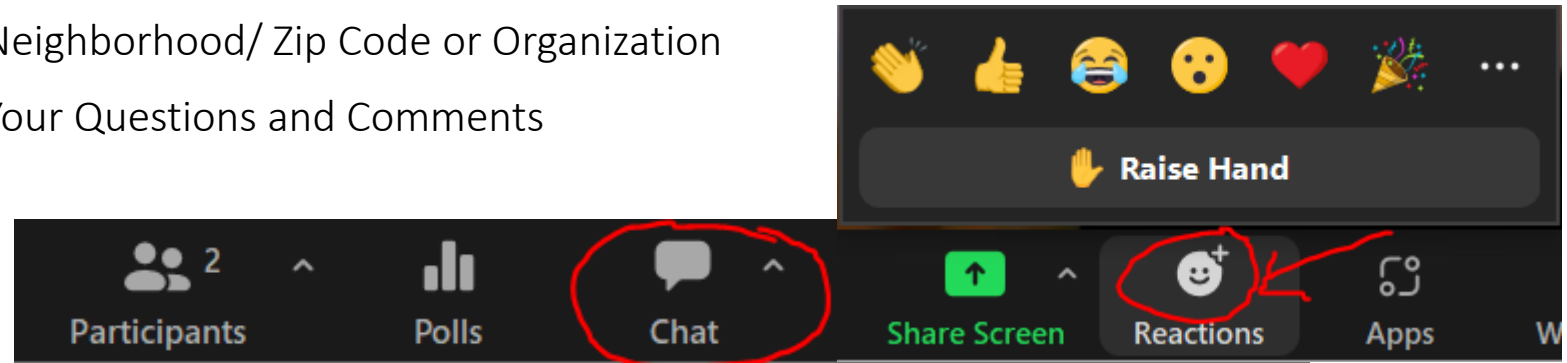 Neighborhood/ Zip Code or Organization
Your Questions and Comments
Raise Hand
2
Participants
Polls
Chat
Share Screen
Reactions
Apps
W